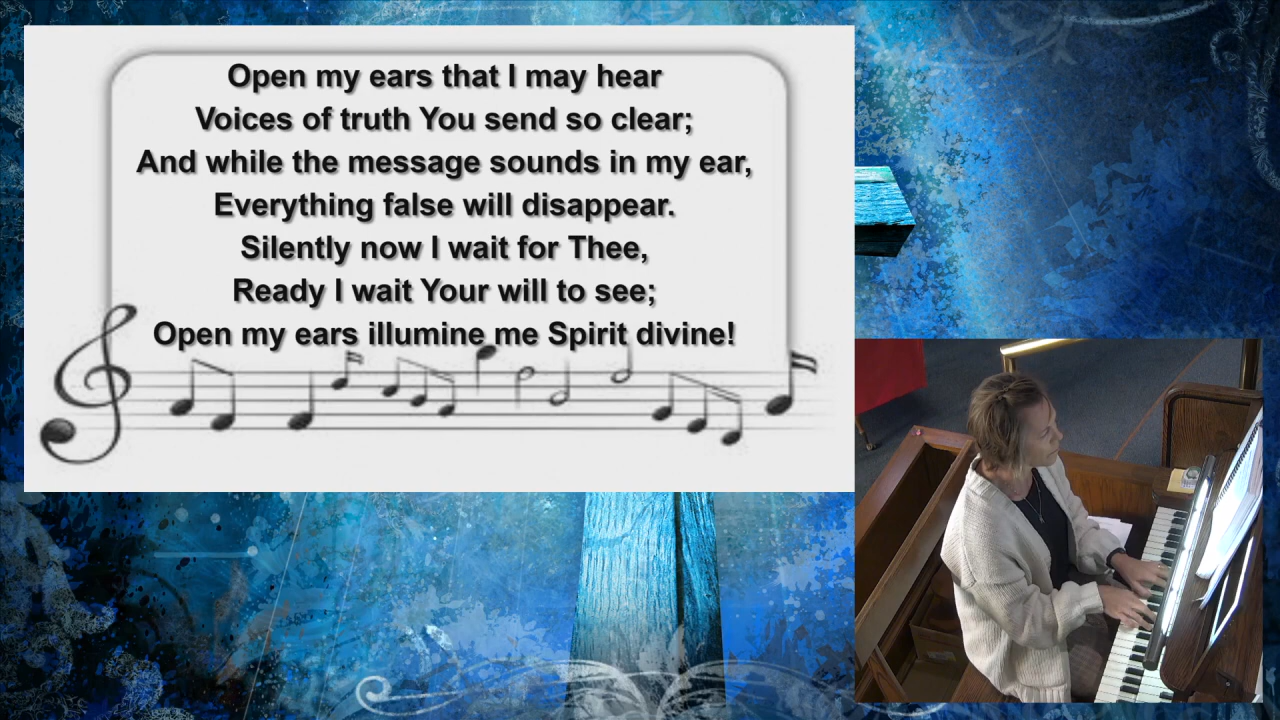 Open my ears that I may hear
Voices of truth You send so clear;
And while the message sounds in my ear,
Everything false will disappear.
Silently now I wait for Thee,
Ready I wait Your will to see;
Open my ears illumine me Spirit divine!